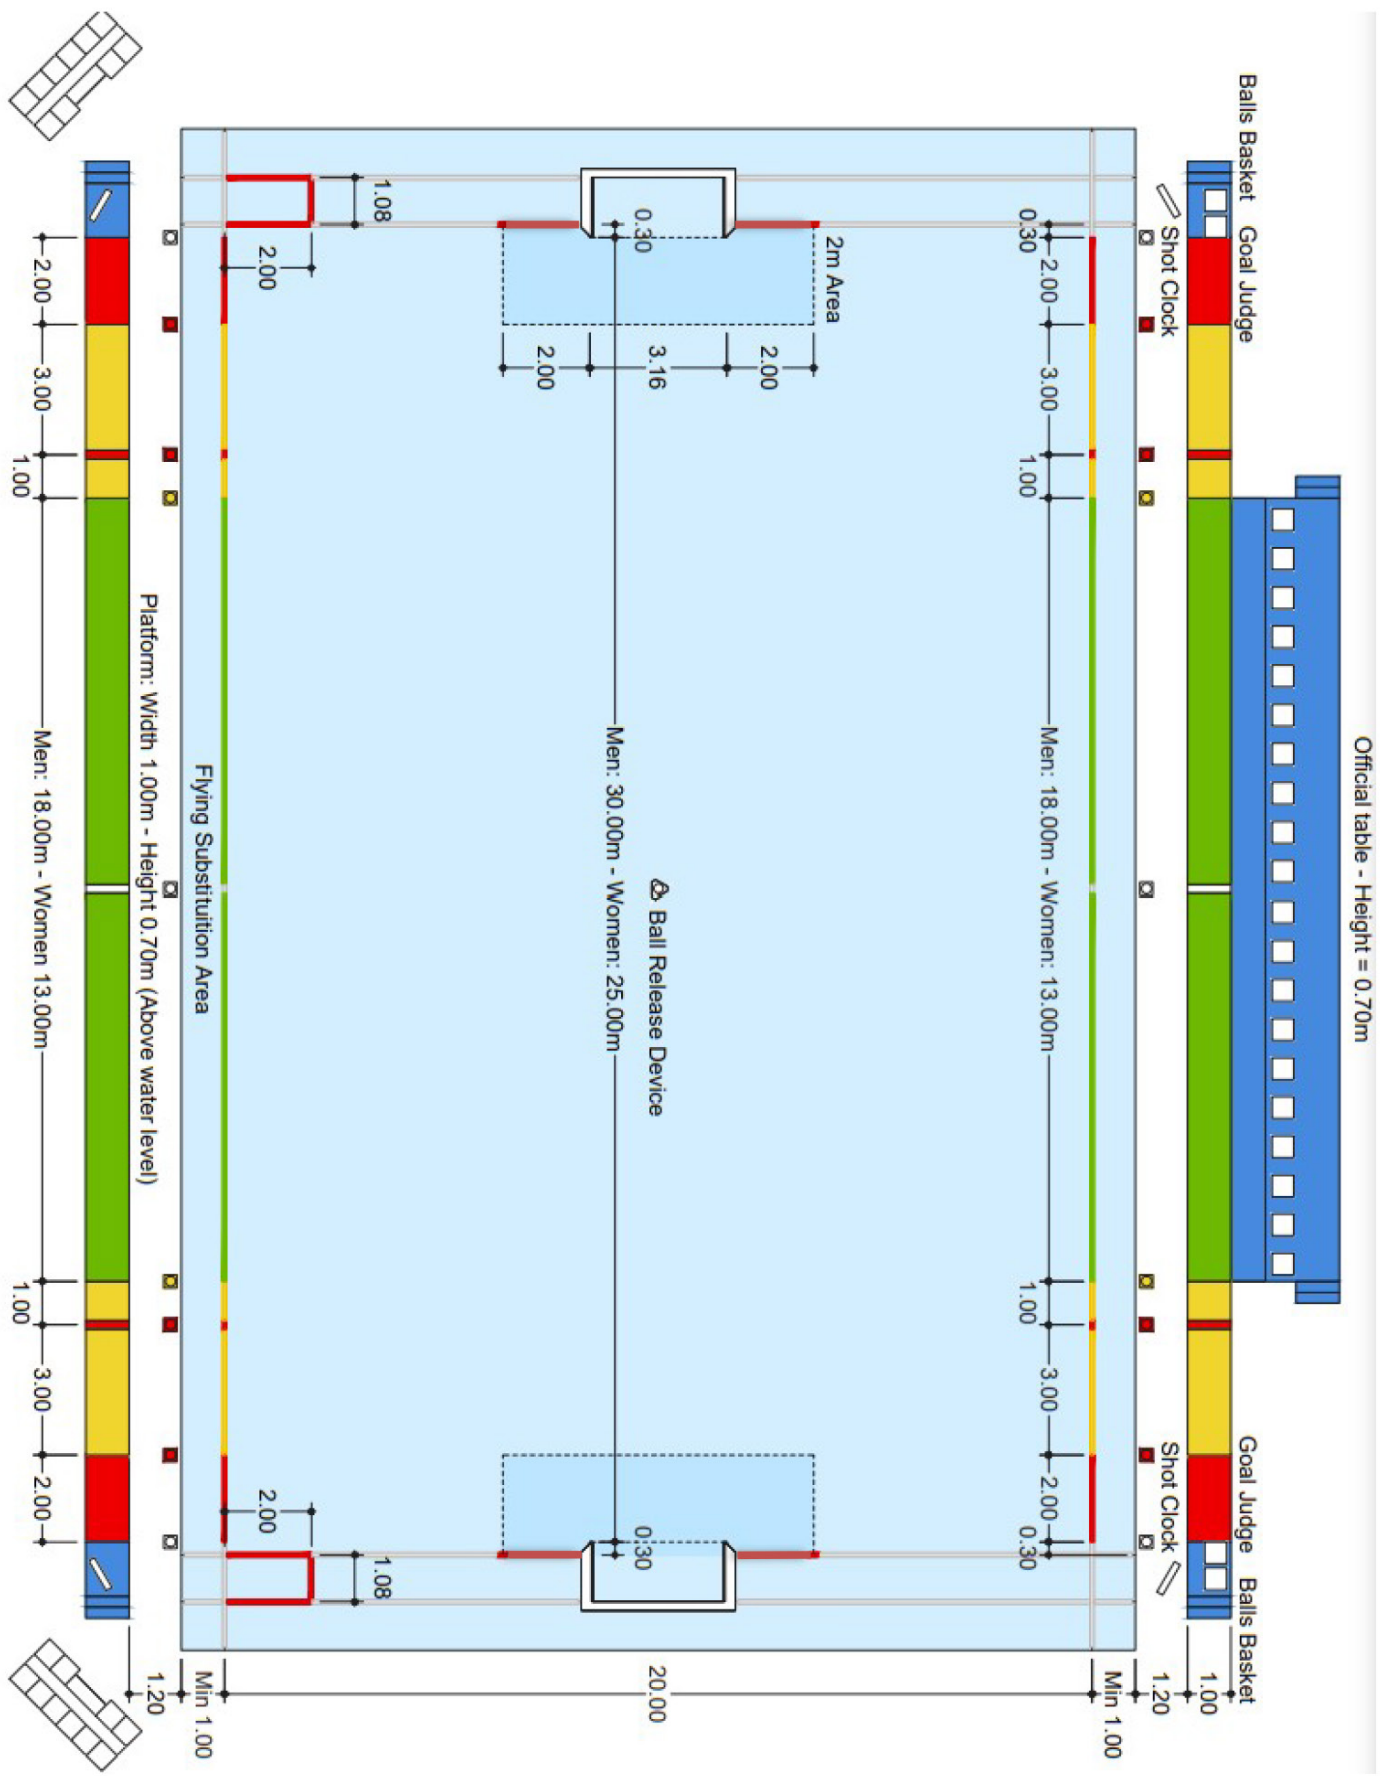 Official table - Height = 0.70m
Balls Basket Goal Judge Goal Judge Balls Basket
1.00
Shot Clock Shot Clock 1.20
Min 1.00
2.00 3.00 Men: 18.00m - Women: 13.00m 3.00 2.00
0.30 1.00 1.00 0.30
2m Area
2.00
3.16 Ball Release Device 20.00
0.30 0.30
Men: 30.00m - Women: 25.00m
2.00
1.08 1.08
2.00 2.00
Flying Substituition Area Min 1.00
Platform: Width 1.00m - Height 0.70m (Above water level) 1.20
2.00 3.00 Men: 18.00m - Women 13.00m 3.00 2.00
1.00 1.00